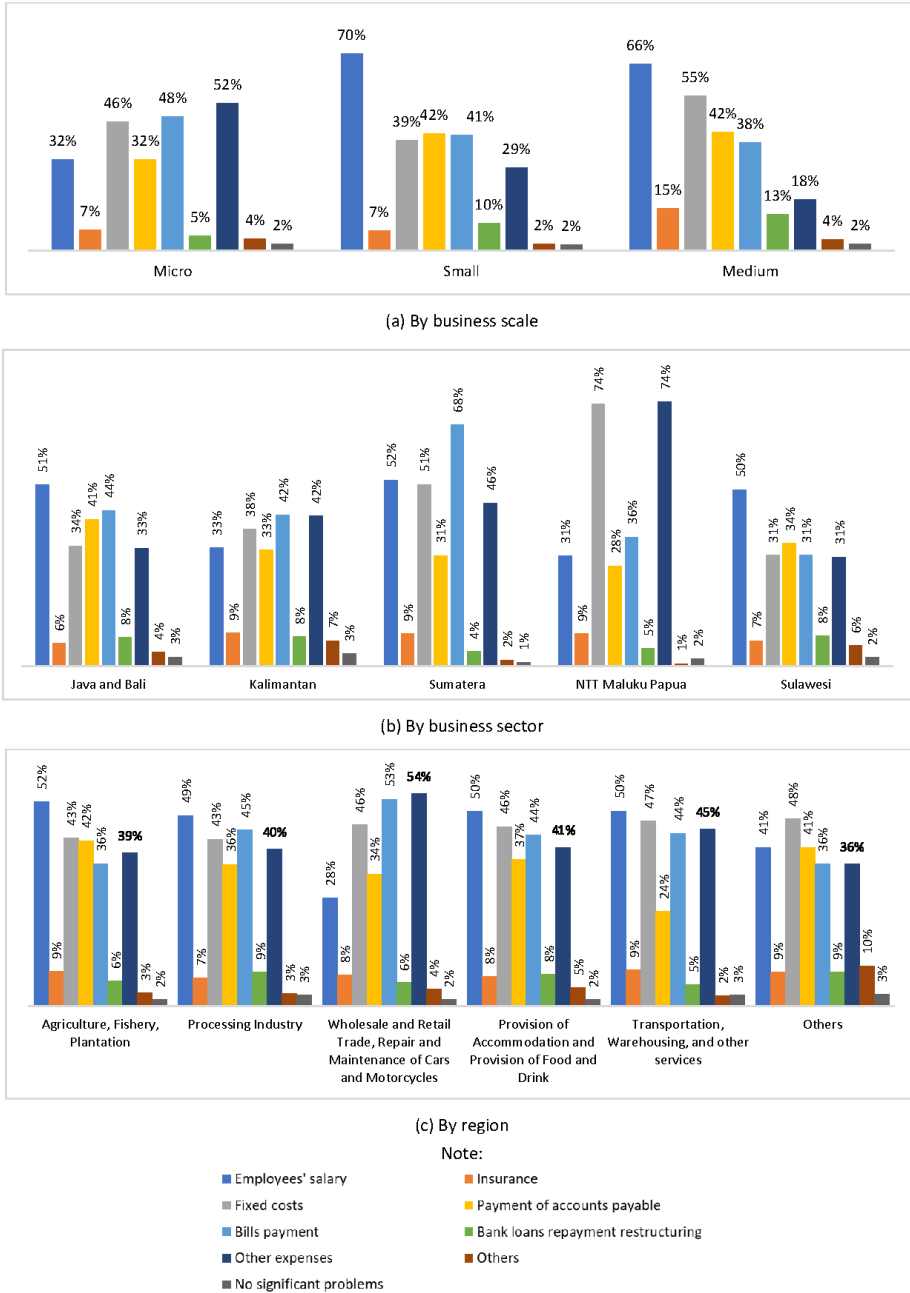 32% 7% 46% 32% 48% 5% 52% 4% 2%
70% 7% 39% 42% 41% 10% 29% 2% 2%
66% 15% 55% 42% 38% 13% 18% 4% 2%
Micro Small Medium
(a) By business scale
51% 6% 34% 41% 44% 8% 33% 4% 3%
33% 9% 38% 33% 42% 8% 42% 7% 3%
52% 9% 51% 31% 68% 4% 46% 2% 1%
31% 9% 74% 28% 36% 5% 74% 1% 2%
50% 7% 31% 34% 31% 8% 31% 6% 2%
Java and Bali Kalimantan Sumatera NTT Maluku Papua Sulawesi
(b) By business sector
52% 9% 43% 42% 36% 6% 39% 3% 2%
49% 7% 43% 36% 45% 9% 40% 3% 3%
28% 8% 46% 34% 53% 6% 54% 4% 2%
50% 8% 46% 37% 44% 8% 41% 5% 2%
50% 9% 47% 24% 44% 5% 45% 2% 3%
41% 9% 48% 41% 36% 9% 36% 10% 3%
Agriculture, Fishery,
Plantation
Processing Industry
Wholesale and Retail
Trade, Repair and
Maintenance of Cars
and Motorcycles
Provision of
Accommodation and
Provision of Food and
Drink
Transportation,
Warehousing, and other
services
Others
(c) By region
Note:
Employees' salary
Insurance
Fixed costs
Payment of accounts payable
Bills payment
Bank loans repayment restructuring
Other expenses
Others
No significant problems